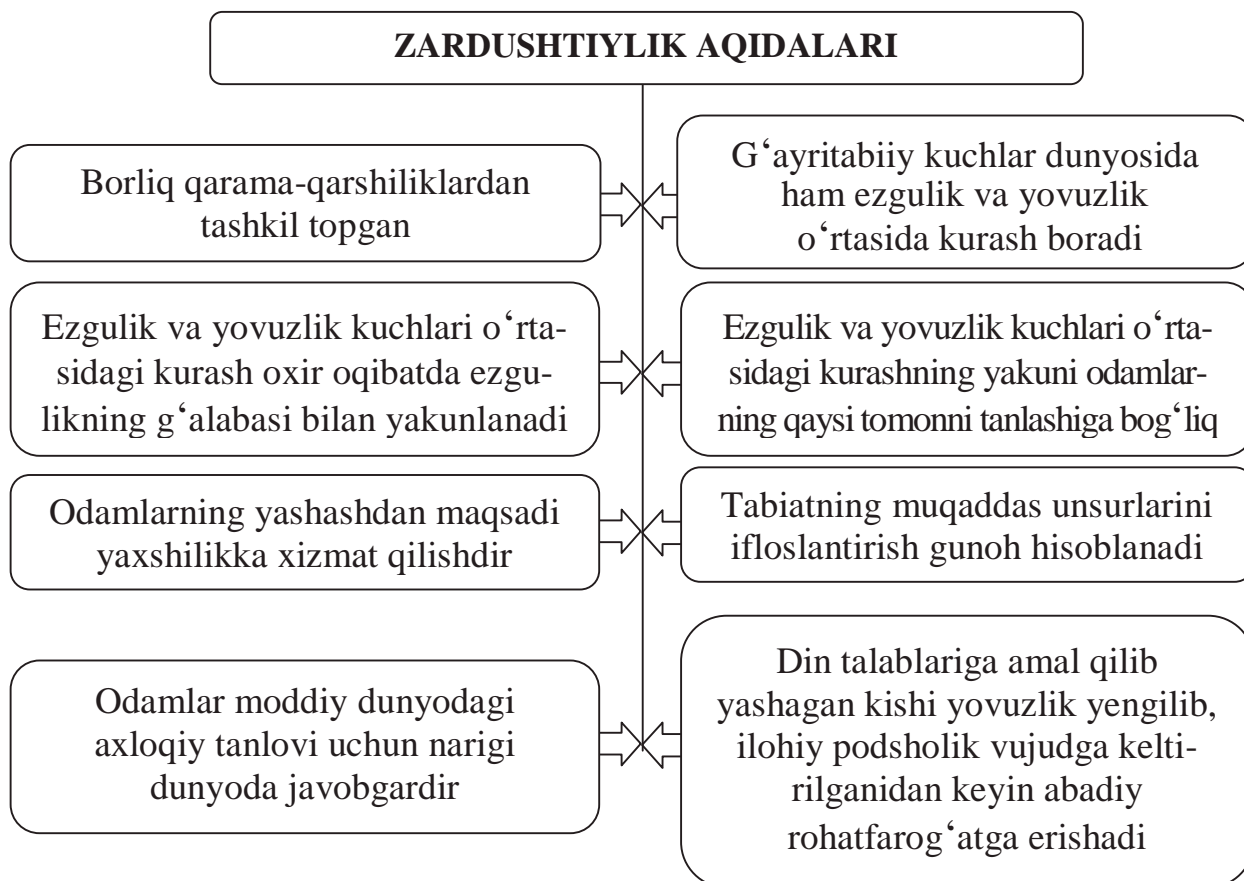 ZARDUSHTIYLIK AQIDALARI
Borliq qarama-qarshiliklardan
tashkil topgan
G‘ayritabiiy kuchlar dunyosida
ham ezgulik va yovuzlik
o‘rtasida kurash boradi
Ezgulik va yovuzlik kuchlari o‘rta-
sidagi kurash oxir oqibatda ezgu-
likning g‘alabasi bilan yakunlanadi
Ezgulik va yovuzlik kuchlari o‘rta-
sidagi kurashning yakuni odamlar-
ning qaysi tomonni tanlashiga bog‘liq
Odamlarning yashashdan maqsadi
yaxshilikka xizmat qilishdir
Tabiatning muqaddas unsurlarini
ifloslantirish gunoh hisoblanadi
Odamlar moddiy dunyodagi
axloqiy tanlovi uchun narigi
dunyoda javobgardir
Din talablariga amal qilib
yashagan kishi yovuzlik yengilib,
ilohiy podsholik vujudga kelti-
rilganidan keyin abadiy
rohatfarog‘atga erishadi